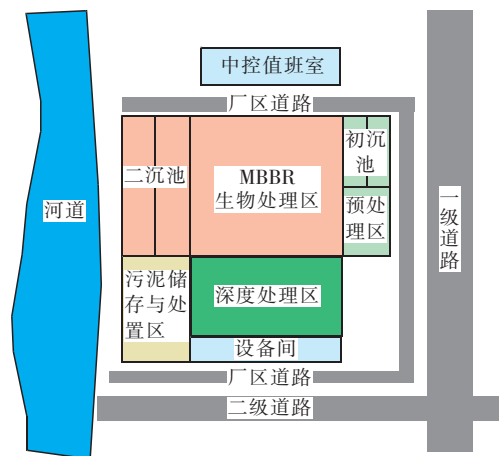 中控值班室
厂区道路
初沉
池
二沉池
MBBR
生物处理区
预处
理区
河道
一级道路
污泥储
存与处
置区
深度处理区
设备间
厂区道路
二级道路